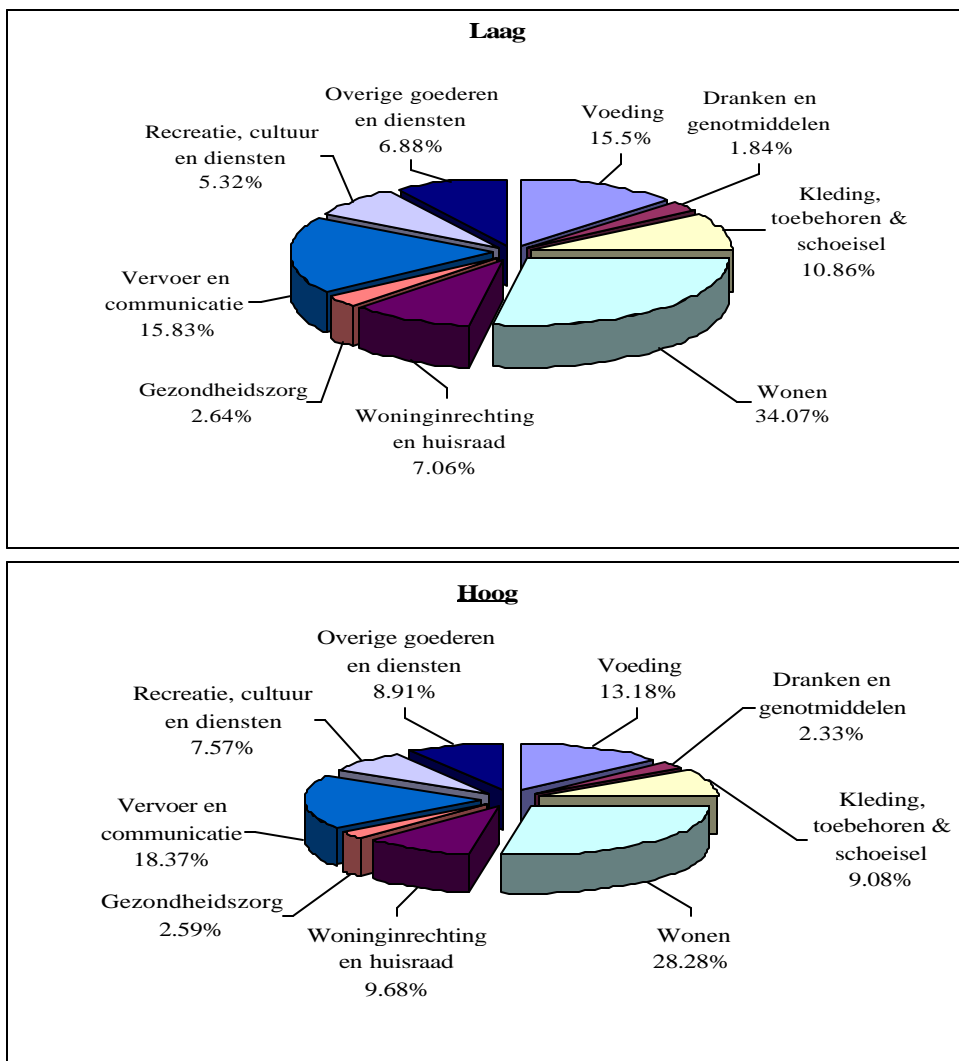 Laag
Overige goederen
en diensten
6.88%
Voeding
15.5%
Dranken en
genotmiddelen
1.84%
Recreatie, cultuur
en diensten
5.32%
Kleding,
toebehoren &
schoeisel
10.86%
Vervoer en
communicatie
15.83%
Gezondheidszorg
2.64%
Woninginrechting
en huisraad
7.06%
Wonen
34.07%
Hoog
Overige goederen
en diensten
8.91%
Voeding
13.18%
Dranken en
genotmiddelen
2.33%
Recreatie, cultuur
en diensten
7.57%
Vervoer en
communicatie
18.37%
Kleding,
toebehoren &
schoeisel
9.08%
Gezondheidszorg
2.59%
Woninginrechting
en huisraad
9.68%
Wonen
28.28%